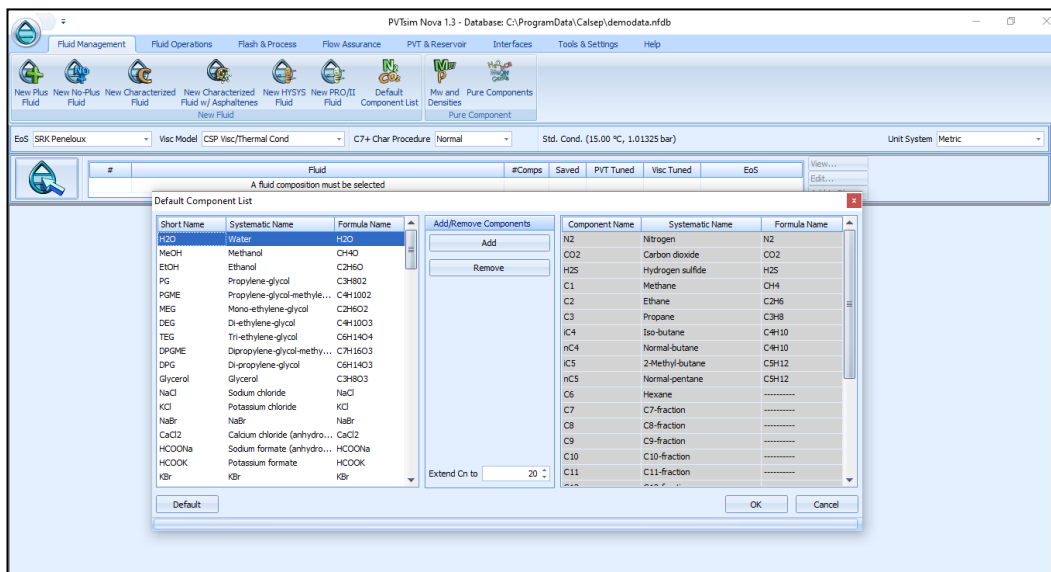 PVTsim Nova 1.3 - Database: C:\ProgramData\Calsep\demodata.nfdb
Fluid Management Fluid Operations Flash & Process Flow Assurance PVT & Reservoir Interfaces Tools & Settings Help
New Plus Fluid New No-Plus Fluid New Characterized Fluid New Characterized Fluid w/ Asphaltenes New HYSYS Fluid New PRO/II Fluid Default Component List Mw and Densities Pure Components
New Fluid Pure Component
EoS SRK Peneloux Visc Model CSP Visc/Thermal Cond C7+ Char Procedure Normal Std. Cond. (15.00 °C, 1.01325 bar) Unit System Metric
# Fluid #Comps Saved PVT Tuned Visc Tuned EoS View...
A fluid composition must be selected Edit...
Default Component List
Short Name Systematic Name Formula Name Add/Remove Components Component Name Systematic Name Formula Name
H2O Water H2O Add N2 Nitrogen N2
MeOH Methanol CH4O CO2 Carbon dioxide CO2
EtOH Ethanol C2H6O Remove H2S Hydrogen sulfide H2S
PG Propylene-glycol C3H8O2 C1 Methane CH4
PGME Propylene-glycol-methyle... C4H10O2 C2 Ethane C2H6
MEG Mono-ethylene-glycol C2H6O2 C3 Propane C3H8
DEG Di-ethylene-glycol C4H10O3 iC4 Iso-butane C4H10
TEG Tri-ethylene-glycol C6H14O4 nC4 Normal-butane C4H10
DPGME Dipropylene-glycol-methy... C7H16O3 iC5 2-Methyl-butane C5H12
DPG Di-propylene-glycol C6H14O3 nC5 Normal-pentane C5H12
Glycerol Glycerol C3H8O3 C6 Hexane ----------
NaCl Sodium chloride NaCl C7 C7-fraction ----------
KCl Potassium chloride KCl C8 C8-fraction ----------
NaBr NaBr NaBr C9 C9-fraction ----------
CaCl2 Calcium chloride (anhydro... CaCl2 C10 C10-fraction ----------
HCOONa Sodium formate (anhydro... HCOONa C11 C11-fraction ----------
HCOOK Potassium formate HCOOK Extend Cn to 20
KBr KBr KBr
Default OK Cancel